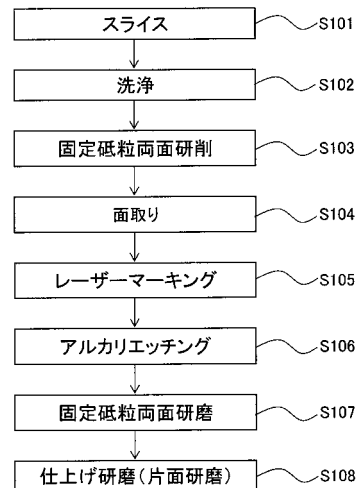 スライス S101
洗浄 S102
固定砥粒両面研削 S103
面取り S104
レーザーマーキング S105
アルカリエッチング S106
固定砥粒両面研磨 S107
仕上げ研磨(片面研磨) S108